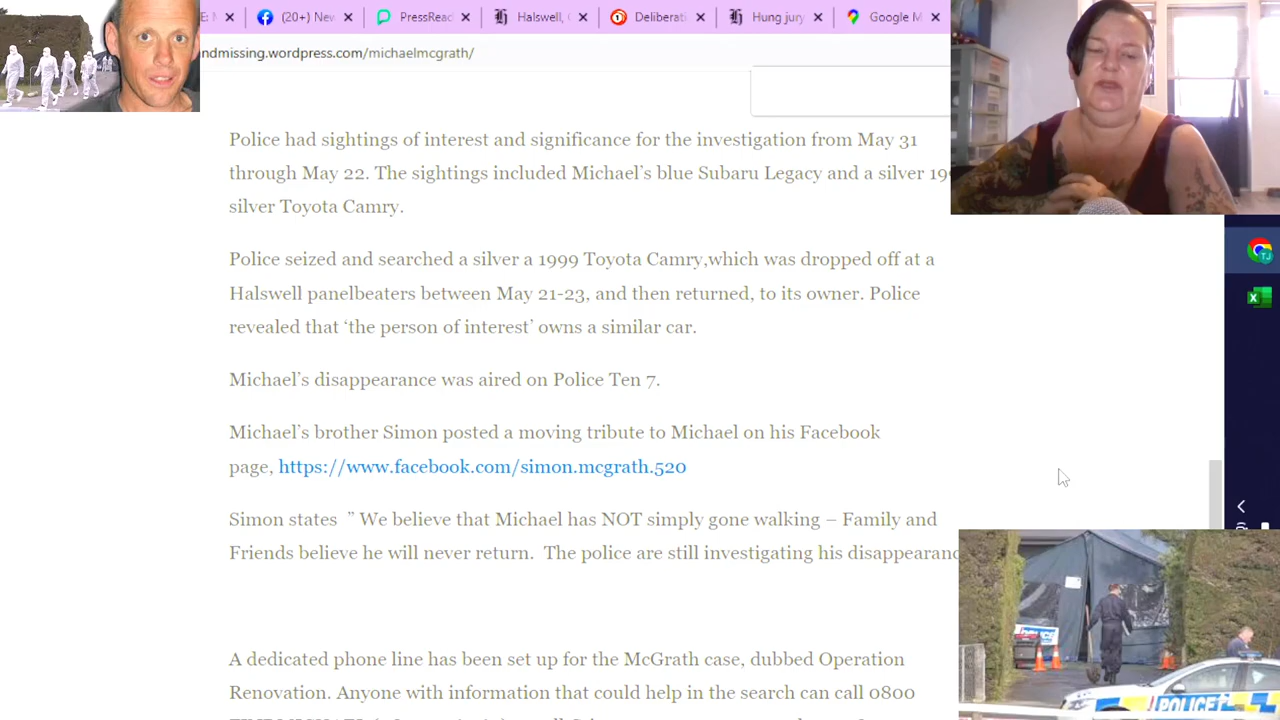 (20+) Nev
PressReac
Halswell, C
Deliberati
Hung jury
Google M
ndmissing.wordpress.com/michaelmcgrath/
Police had sightings of interest and significance for the investigation from May 31
through May 22. The sightings included Michael's blue Subaru Legacy and a silver 199
silver Toyota Camry.
Police seized and searched a silver a 1999 Toyota Camry,which was dropped off at a
Halswell panelbeaters between May 21-23, and then returned, to its owner. Police
revealed that 'the person of interest' owns a similar car.
Michael's disappearance was aired on Police Ten 7.
Michael's brother Simon posted a moving tribute to Michael on his Facebook
page, https://www.facebook.com/simon.mcgrath.520
Simon states ” We believe that Michael has NOT simply gone walking – Family and
Friends believe he will never return. The police are still investigating his disappearanc
A dedicated phone line has been set up for the McGrath case, dubbed Operation
Renovation. Anyone with information that could help in the search can call 0800
TJ
POLICE